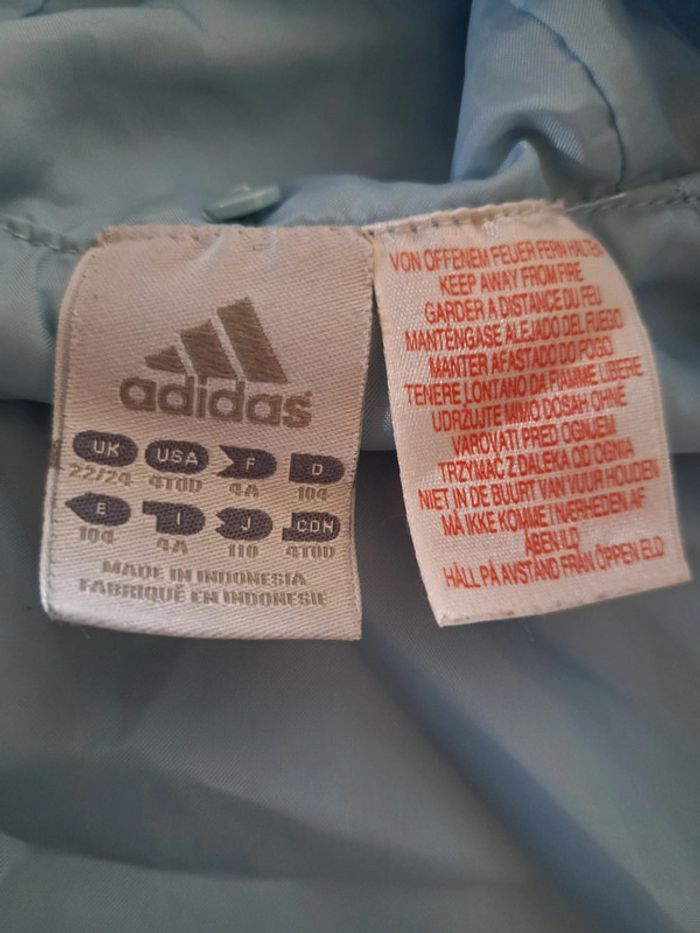 adidas
UK USA F D
22/24 4T0D 4A 104
E I J CDN
104 4A 110 4T0D
MADE IN INDONESIA
FABRIQUÉ EN INDONESIE
VON OFFENEM FEUER FERN HALTEN
KEEP AWAY FROM FIRE
GARDER A DISTANCE DU FEU
MANTÉNGASE ALEJADO DEL FUEGO
MANTER AFASTADO DO FOGO
TENERE LONTANO DA FIAMME LIBERE
UDRŽUJTE MIMO DOSAH OHNĚ
VAROVATI PRED OGNJEM
TRZYMAĆ Z DALEKA OD OGNIA
NIET IN DE BUURT VAN VUUR HOUDEN
MÅ IKKE KOMME I NÆRHEDEN AF
ÅBEN ILD
HÅLL PÅ AVSTÅND FRÅN ÖPPEN ELD